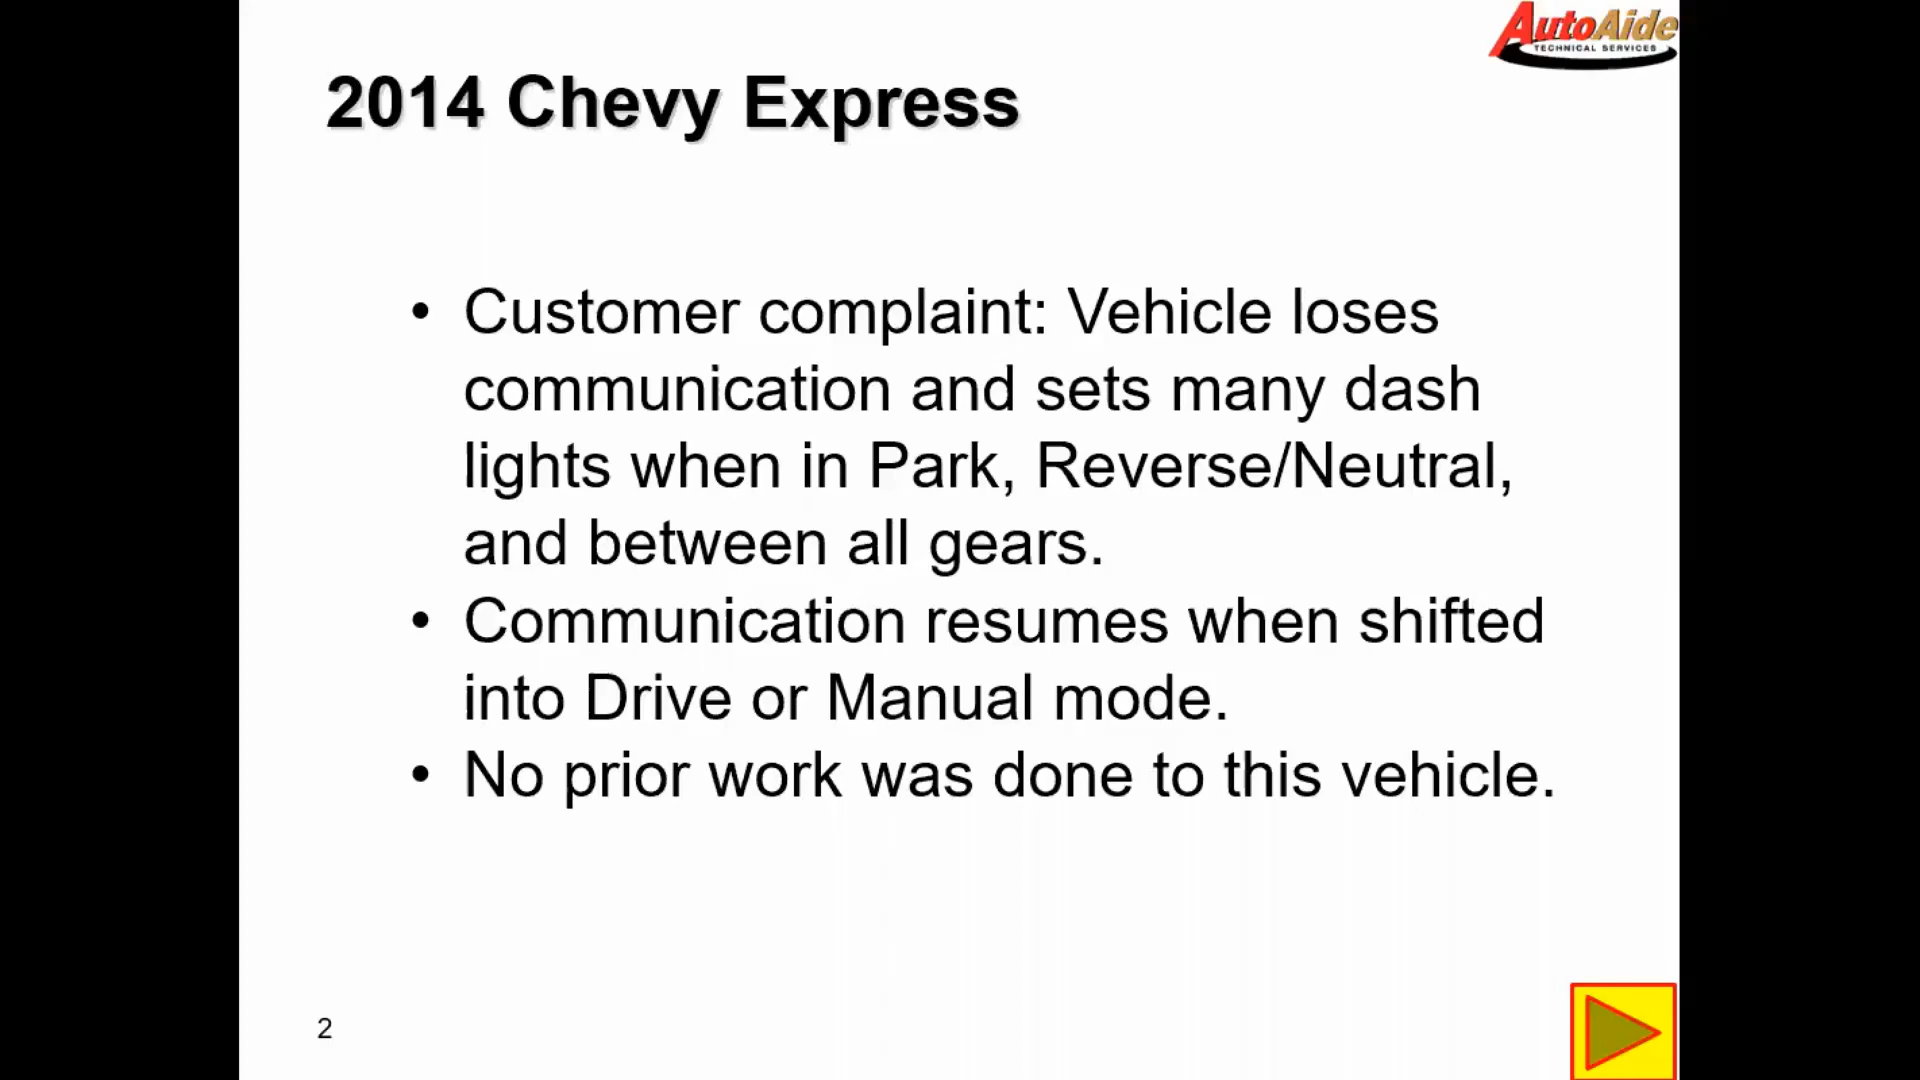 AutoAide
TECHNICAL SERVICES
2014 Chevy Express
• Customer complaint: Vehicle loses
communication and sets many dash
lights when in Park, Reverse/Neutral,
and between all gears.
• Communication resumes when shifted
into Drive or Manual mode.
• No prior work was done to this vehicle.
2